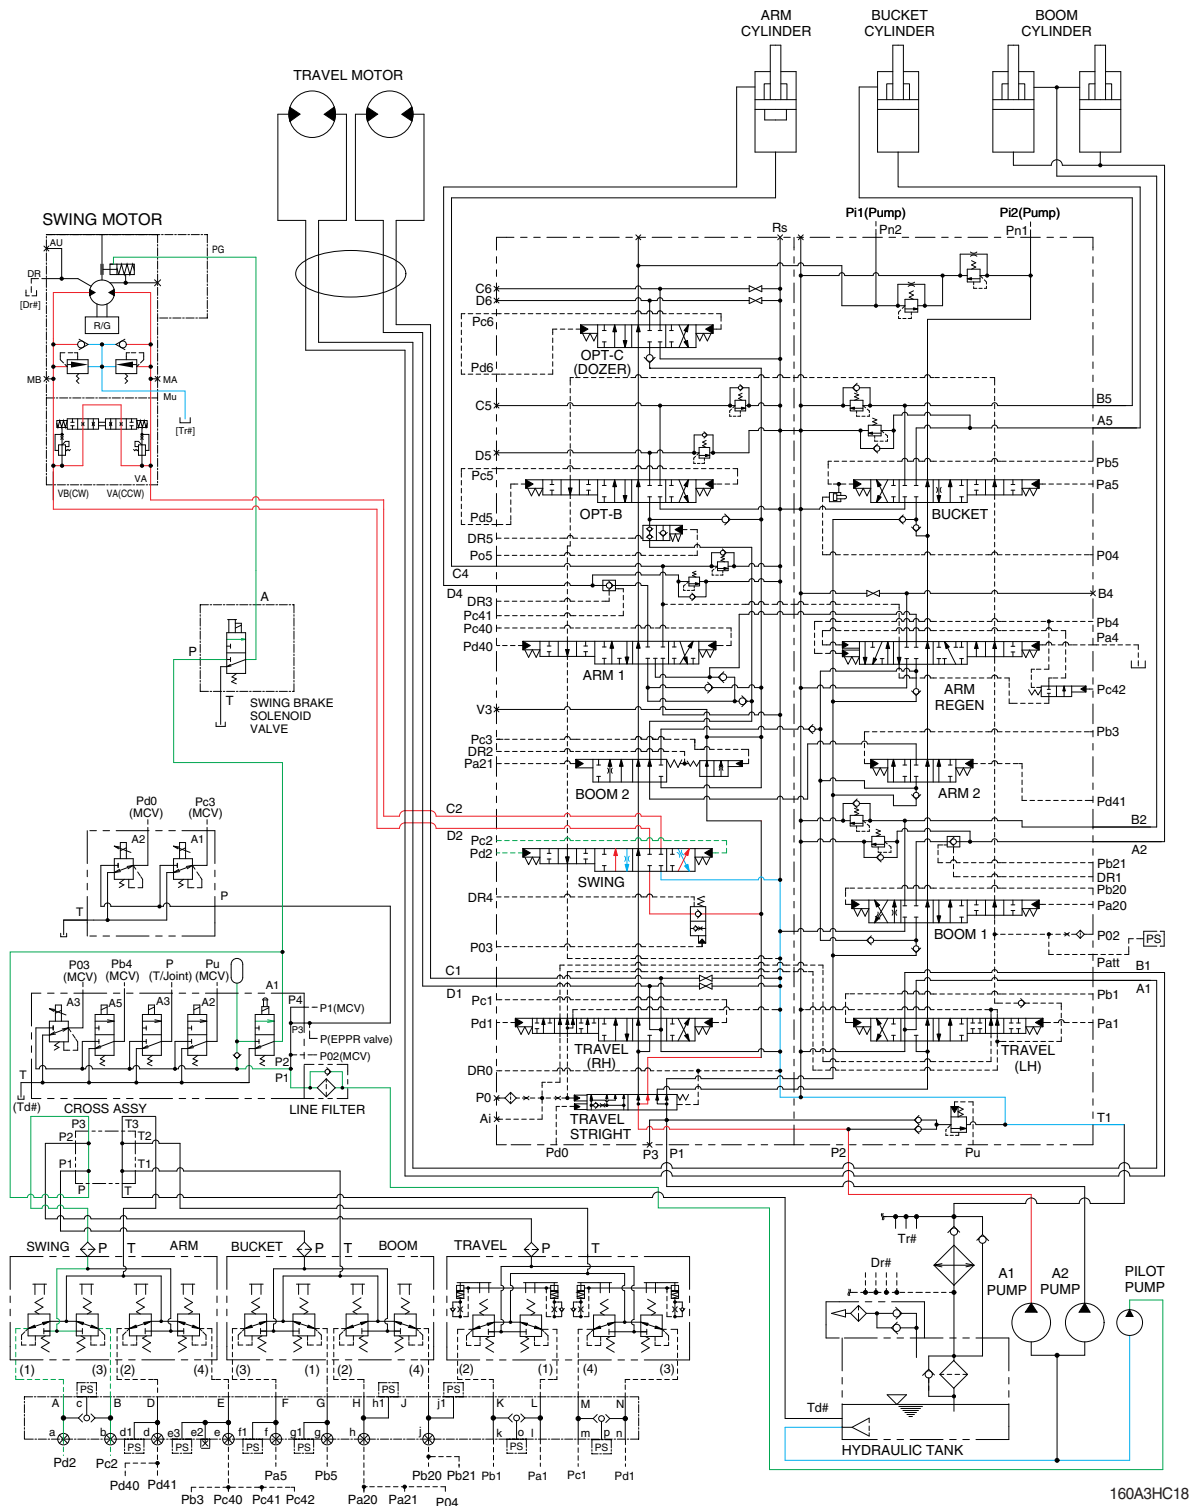 ARM
CYLINDER
BUCKET
CYLINDER
BOOM
CYLINDER
TRAVEL MOTOR
SWING MOTOR
Pi1(Pump)
Pn2
Pi2(Pump)
Pn1
Rs
AU
PG
DR
[Dr#]
R/G
MB
MA
Mu
[Tr#]
VA
VB(CW)
VA(CCW)
C6
D6
Pc6
OPT-C
(DOZER)
Pd6
C5
B5
A5
D5
Pc5
Pb5
Pa5
Pd5
OPT-B
BUCKET
DR5
Po5
P04
C4
D4
DR3
Pc41
Pc40
Pd40
B4
Pb4
Pa4
ARM 1
ARM
REGEN
Pc42
V3
Pc3
DR2
Pa21
Pb3
BOOM 2
ARM 2
Pd41
C2
D2
B2
A2
Pc2
Pd2
SWING
Pb21
DR1
Pb20
Pa20
DR4
BOOM 1
P03
P02
PS
Patt
C1
D1
B1
A1
Pc1
Pd1
Pb1
Pa1
TRAVEL
(RH)
TRAVEL
(LH)
DR0
P0
Ai
TRAVEL
STRIGHT
Pd0
P3
P1
P2
Pu
T1
A
P
T
SWING BRAKE
SOLENOID
VALVE
Pd0
(MCV)
Pc3
(MCV)
A2
A1
P
T
P03
(MCV)
Pb4
(MCV)
P
(T/Joint)
Pu
(MCV)
A3
A5
A3
A2
A1
P4
P1(MCV)
P3
P(EPPR valve)
P02(MCV)
P2
P1
T
(Td#)
LINE FILTER
CROSS ASSY
P3
T3
P2
T2
P1
T1
P
T
SWING
P
T
ARM
BUCKET
P
T
BOOM
TRAVEL
P
T
(1)
(3)
(2)
(4)
(3)
(1)
(2)
(4)
(2)
(1)
(4)
(3)
PS
PS
PS
A
c
B
D
E
F
G
H
h1
J
j1
K
L
M
N
a
b
d1
d
e3
e2
e
f1
f
g1
g
h
j
k
o
l
m
p
n
PS
PS
PS
PS
PS
Pd2
Pc2
Pd40
Pd41
Pb3
Pc40
Pc41
Pc42
Pa5
Pb5
Pa20
Pa21
P04
Pb20
Pb21
Pb1
Pa1
Pc1
Pd1
Tr#
Dr#
A1
PUMP
A2
PUMP
PILOT
PUMP
Td#
HYDRAULIC TANK
160A3HC18